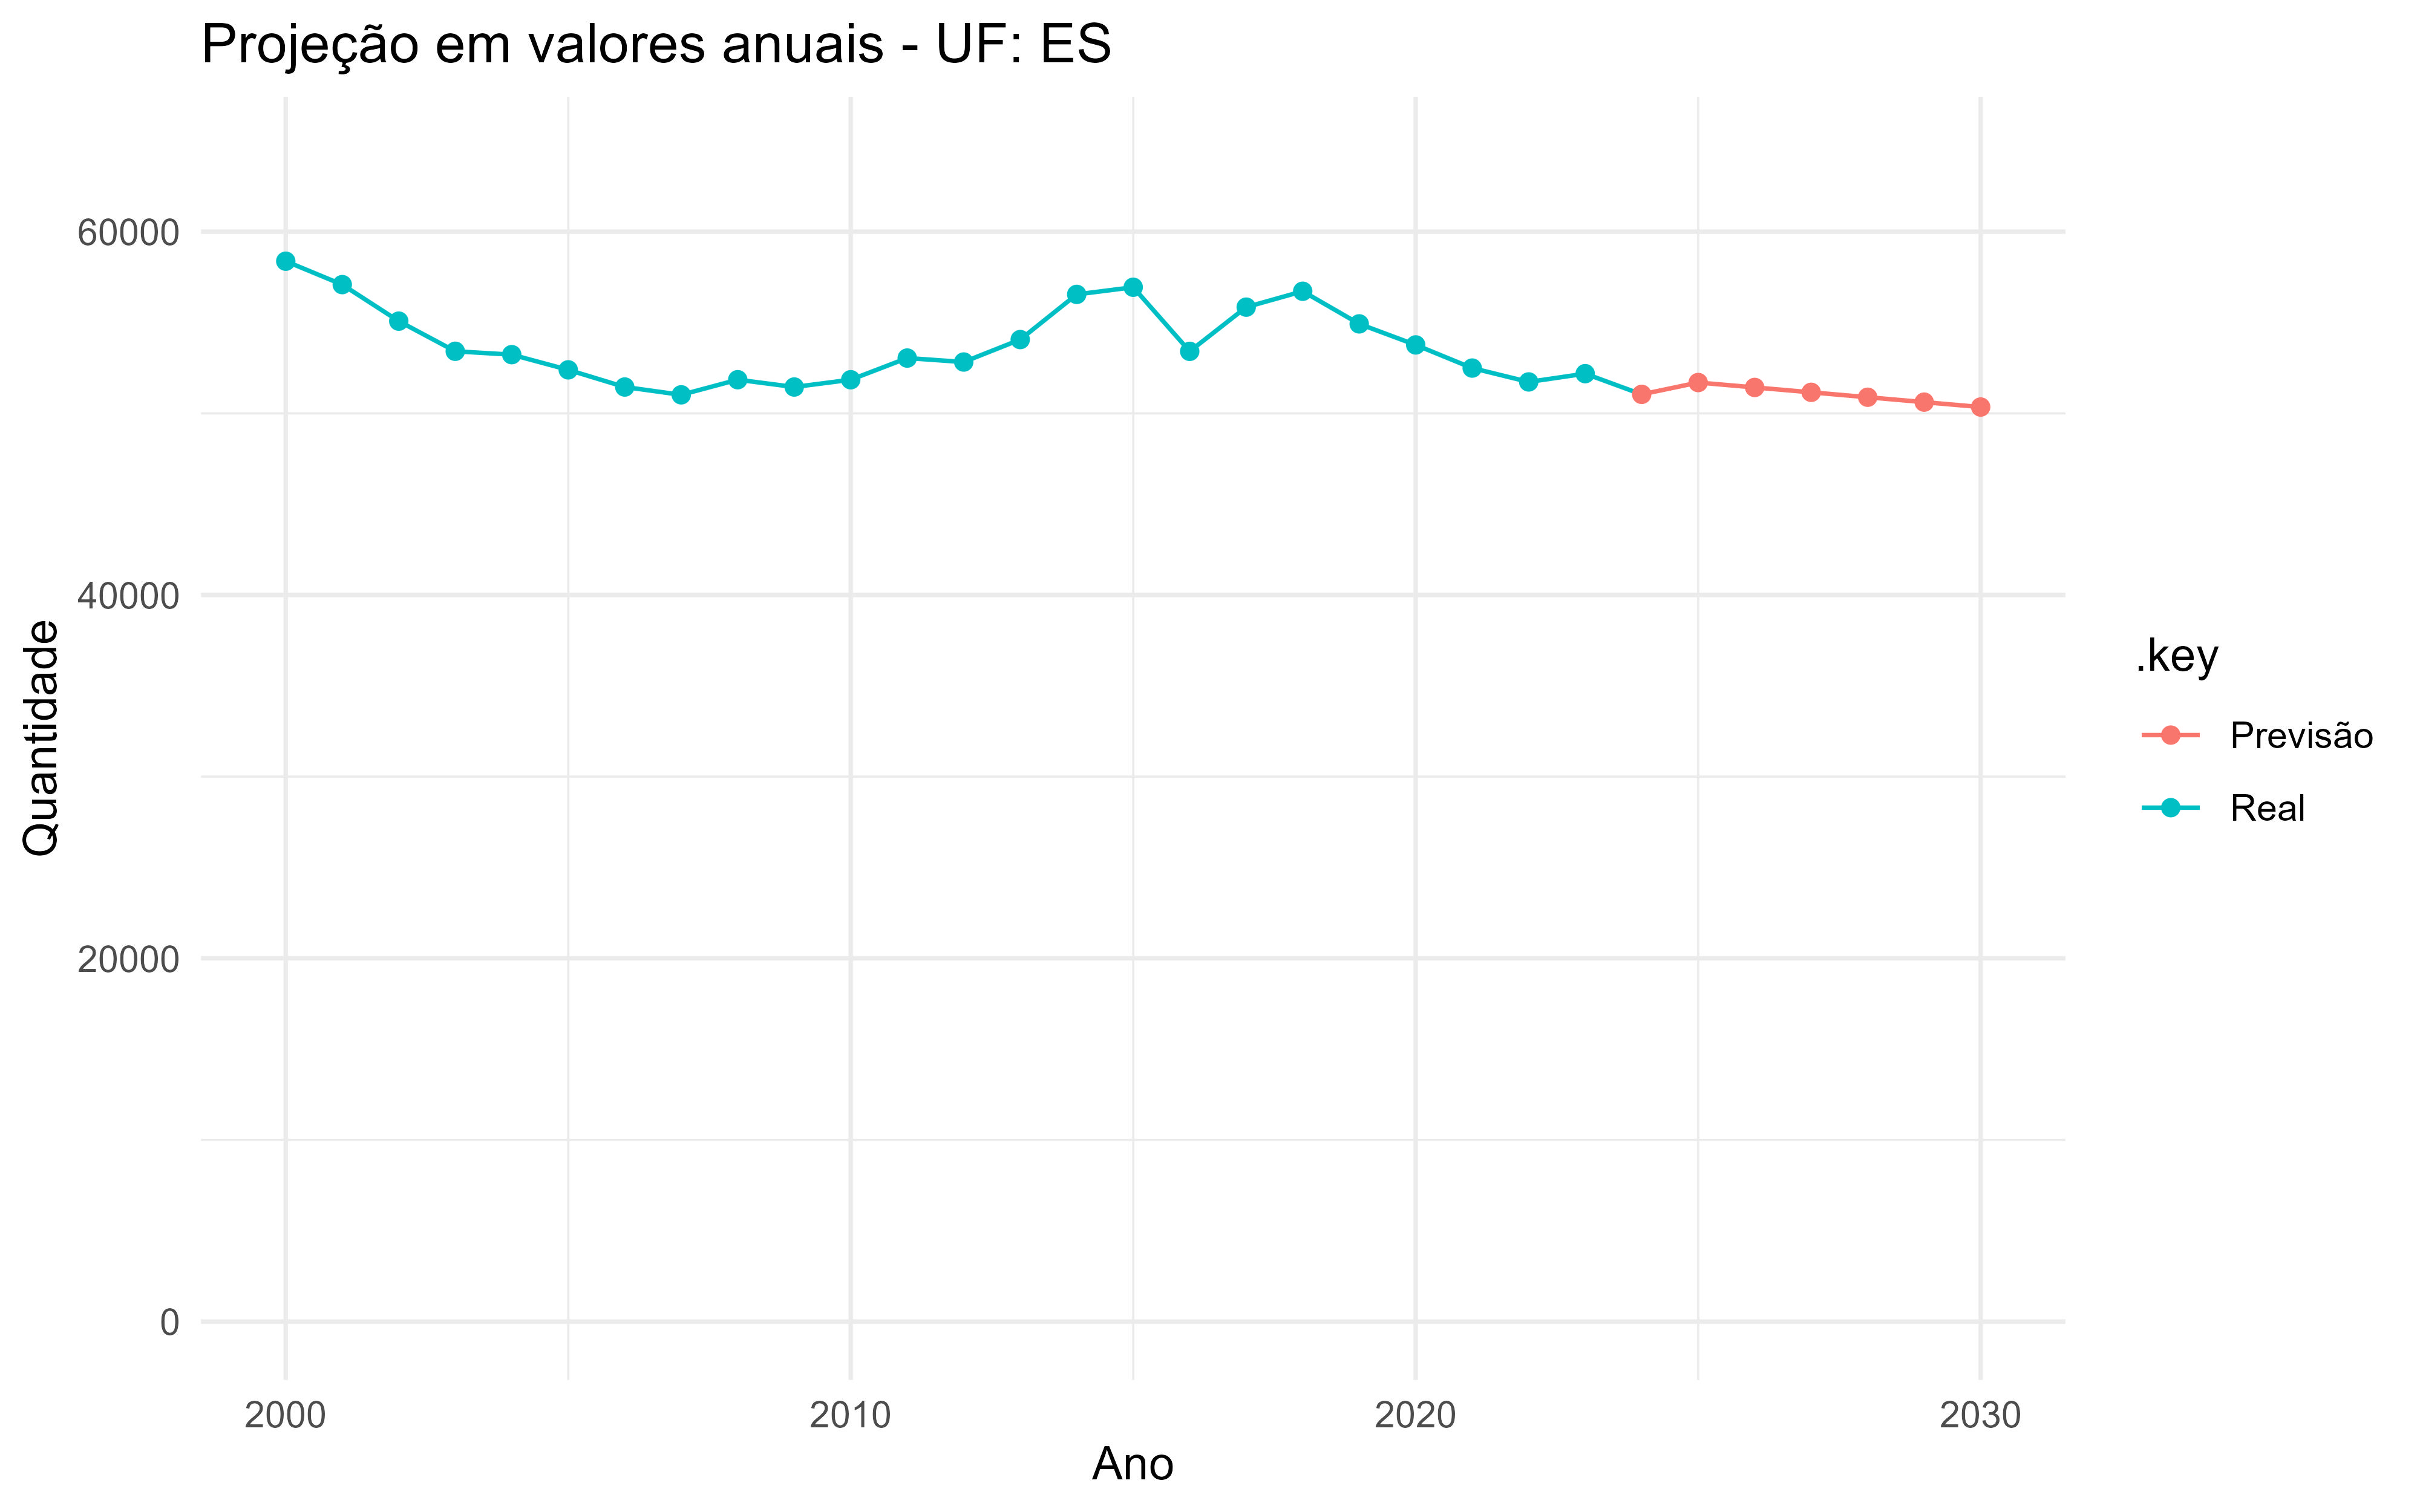 Projeção em valores anuais - UF: ES
60000
40000
20000
0
Quantidade
2000 2010 2020 2030
Ano
.key
Previsão
Real